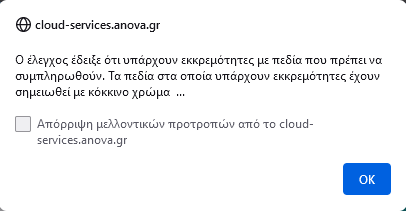 cloud-services.anova.gr
Ο έλεγχος έδειξε ότι υπάρχουν εκκρεμότητες με πεδία που πρέπει να
συμπληρωθούν. Τα πεδία στα οποία υπάρχουν εκκρεμότητες έχουν
σημειωθεί με κόκκινο χρώμα ...
Απόρριψη μελλοντικών προτροπών από το cloud-
services.anova.gr
OK